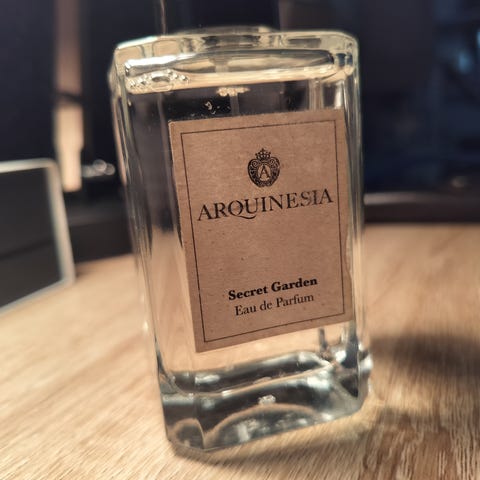 A
ARQUINESIA
Secret Garden
Eau de Parfum